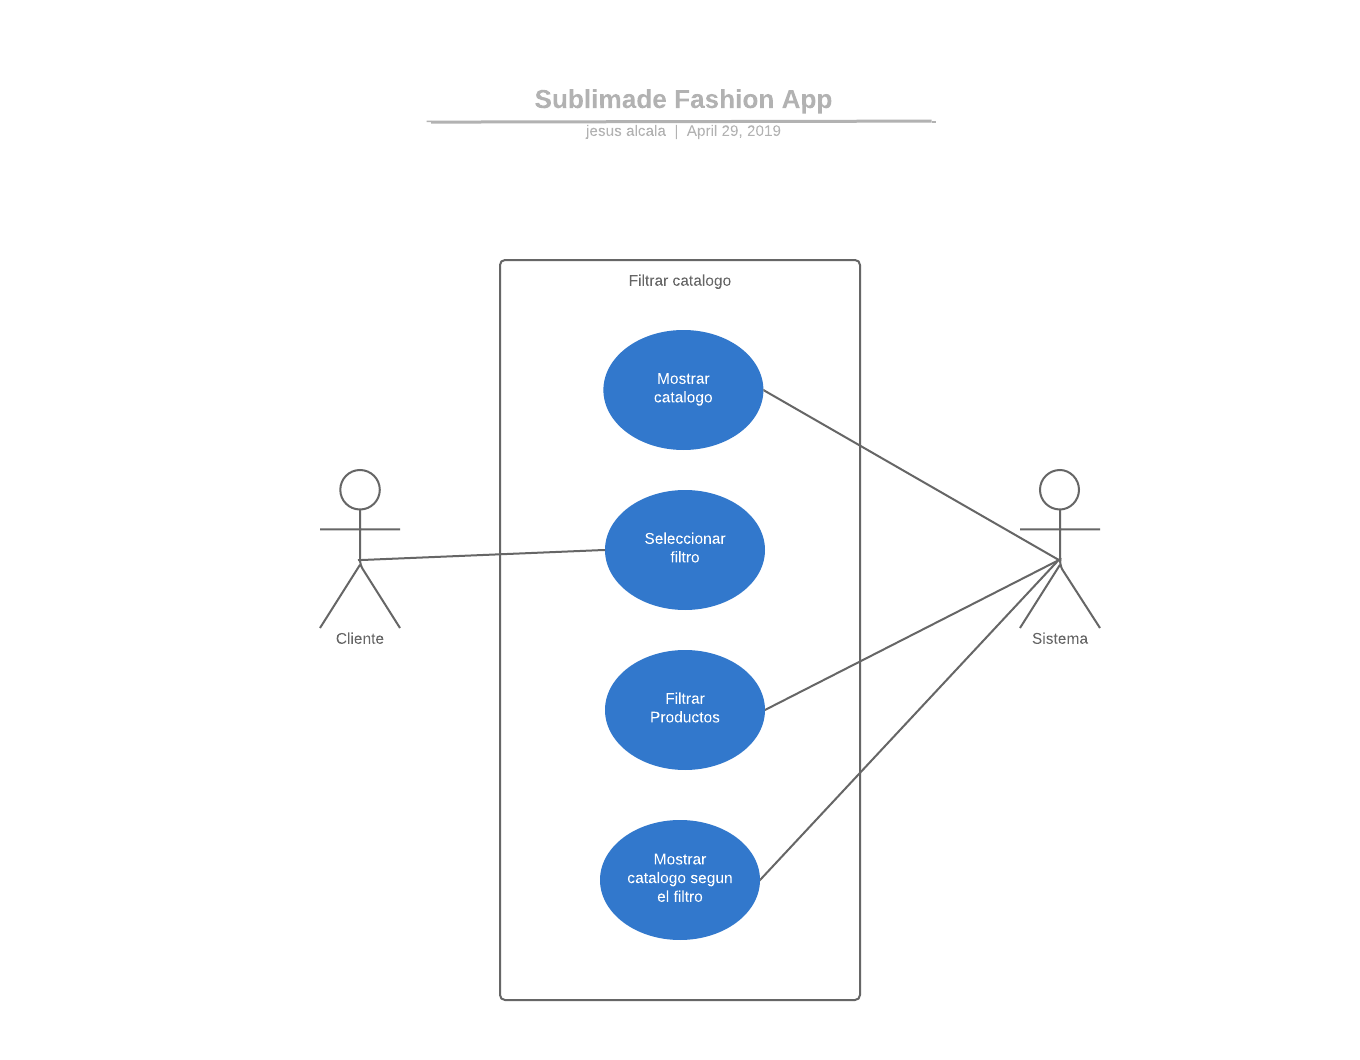 Sublimade Fashion App
jesus alcala | April 29, 2019
Filtrar catalogo
Mostrar
catalogo
Seleccionar
filtro
Cliente
Sistema
Filtrar
Productos
Mostrar
catalogo segun
el filtro